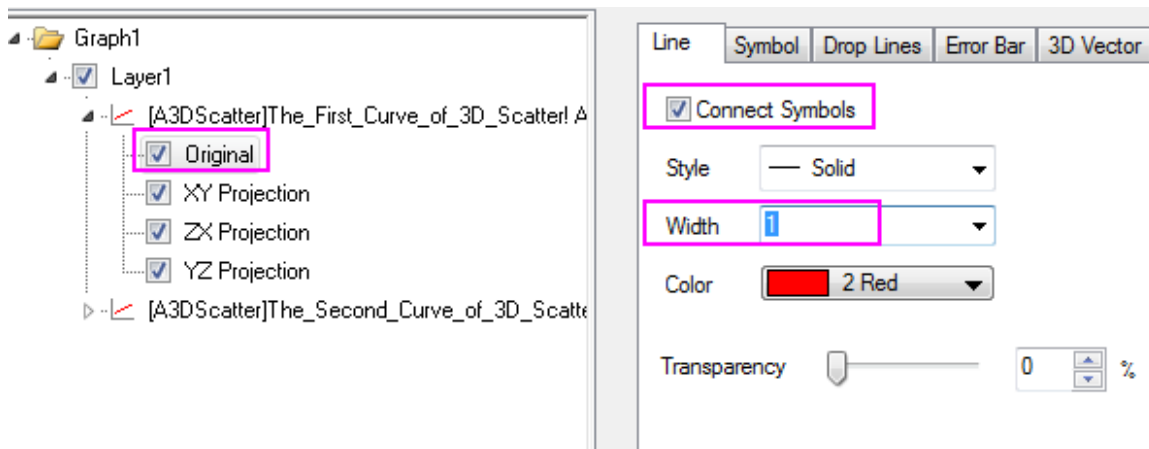 Graph1
Layer1
[A3DScatter]The_First_Curve_of_3D_Scatter! A
Original
XY Projection
ZX Projection
YZ Projection
[A3DScatter]The_Second_Curve_of_3D_Scatte
Line Symbol Drop Lines Error Bar 3D Vector
Connect Symbols
Style Solid
Width 1
Color 2 Red
Transparency 0 %